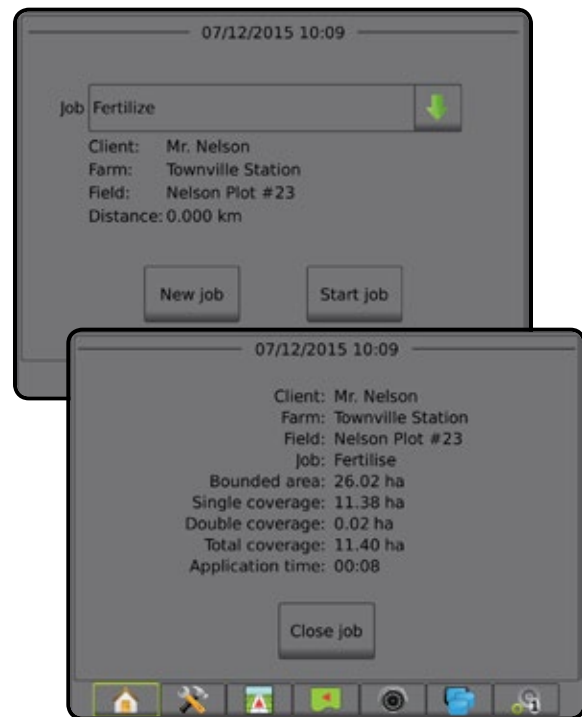 07/12/2015 10:09
Job Fertilize
Client: Mr. Nelson
Farm: Townville Station
Field: Nelson Plot #23
Distance: 0.000 km
New job Start job
07/12/2015 10:09
Client: Mr. Nelson
Farm: Townville Station
Field: Nelson Plot #23
Job: Fertilise
Bounded area: 26.02 ha
Single coverage: 11.38 ha
Double coverage: 0.02 ha
Total coverage: 11.40 ha
Application time: 00:08
Close job
1